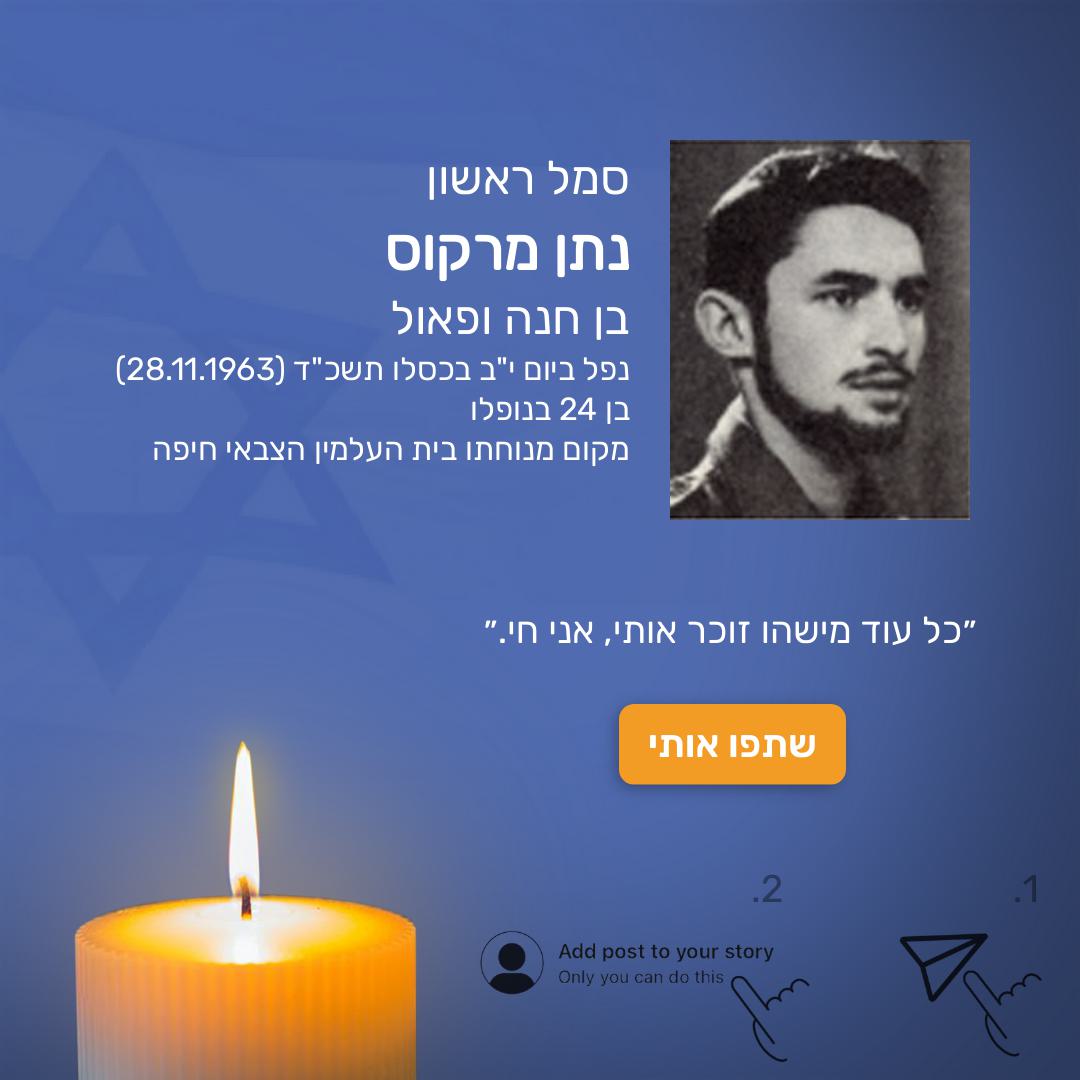 סמל ראשון
נתן מרקוס
בן חנה ופאול
נפל ביום י"ב בכסלו תשכ"ד (28.11.1963)
בן 24 בנופלו
מקום מנוחתו בית העלמין הצבאי חיפה
״כל עוד מישהו זוכר אותי, אני חי.״
שתפו אותי
1.
2.
Add post to your story
Only you can do this